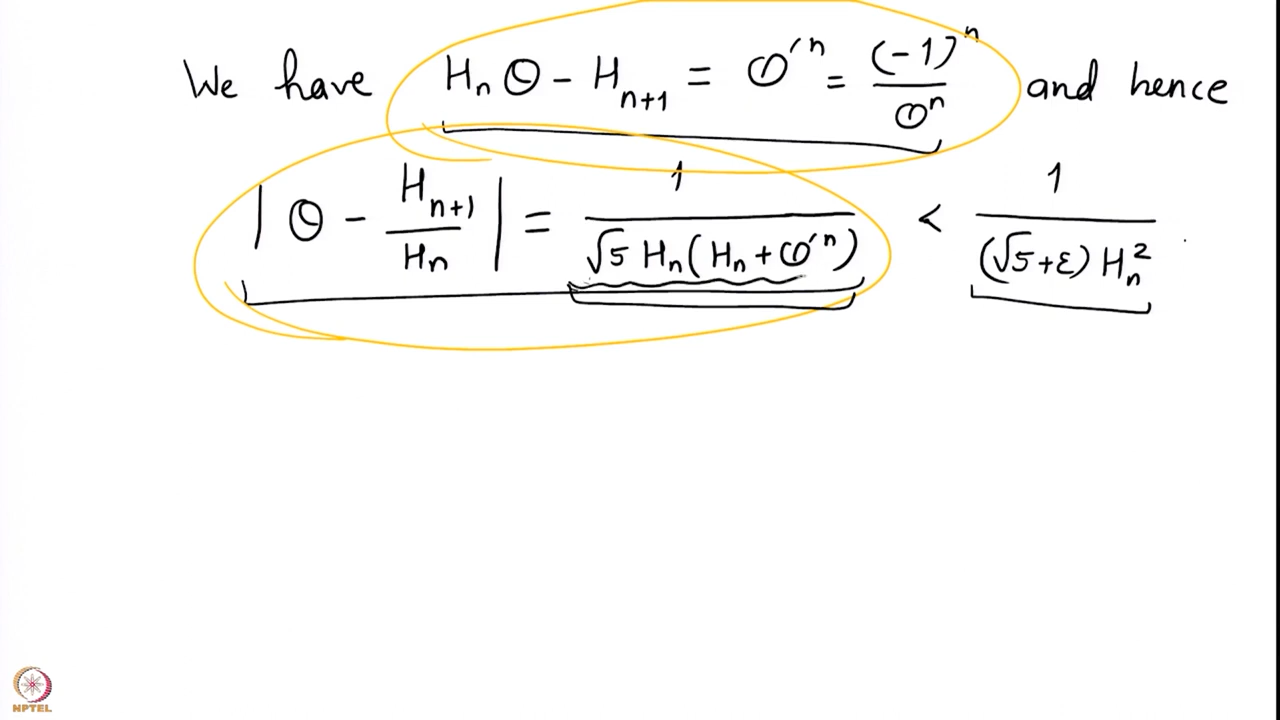 We have H_n Θ − H_{n+1} = Θ'^n = (−1)^n / Θ^n and hence
| Θ − H_{n+1} / H_n | = 1 / (√5 H_n (H_n + Θ'^n)) < 1 / ((√5 + ε) H_n^2)
NPTEL